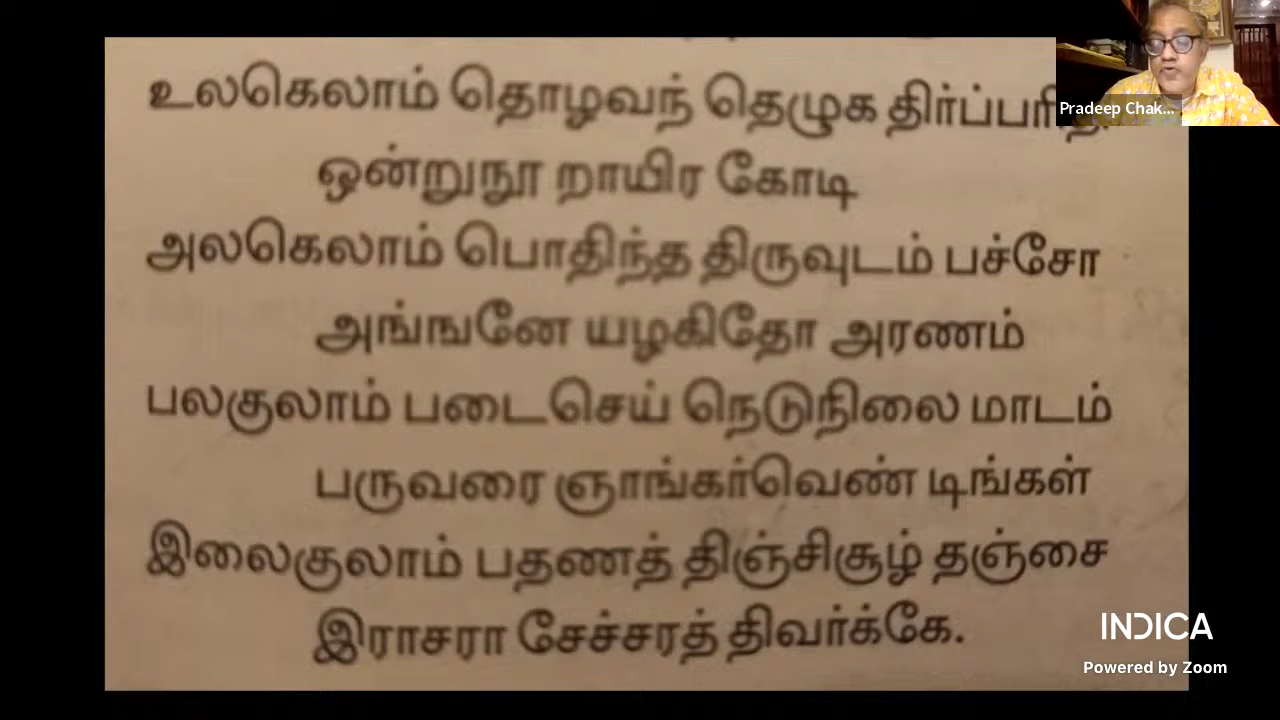 உலகெலாம் தொழவந் தெழுக திர்ப்பரிதி
ஒன்றுநூ றாயிர கோடி
அலகெலாம் பொதிந்த திருவுடம் பச்சோ
அங்ஙனே யழகிதோ அரணம்
பலகுலாம் படைசெய் நெடுநிலை மாடம்
பருவரை ஞாங்கர்வெண் டிங்கள்
இலைகுலாம் பதணத் திஞ்சிசூழ் தஞ்சை
இராசரா சேச்சரத் திவர்க்கே.
Pradeep Chak...
INDICA
Powered by Zoom